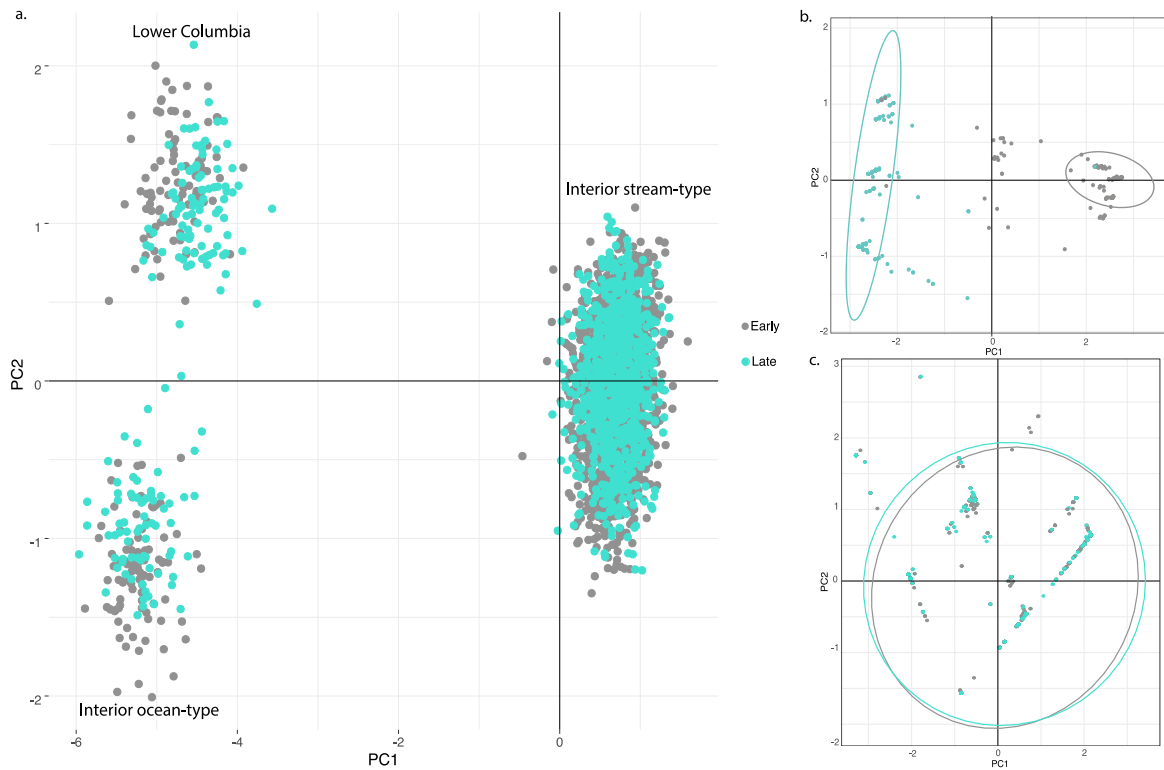 a.
Lower Columbia
Interior stream-type
Interior ocean-type
2
1
0
-1
-2
PC2
-6
-4
-2
0
PC1
Early
Late
b.
2
1
0
-1
-2
PC2
-2
0
2
PC1
c.
3
2
1
0
-1
-2
PC2
-2
0
2
PC1